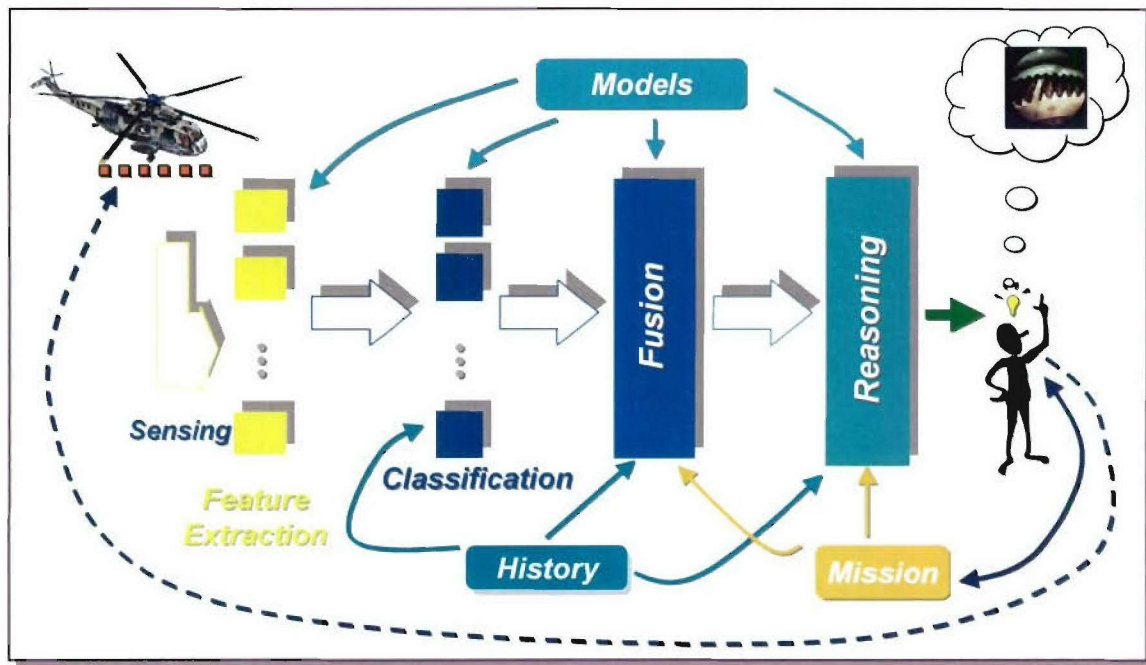 Models
Fusion
Reasoning
Sensing
Classification
Feature
Extraction
History
Mission